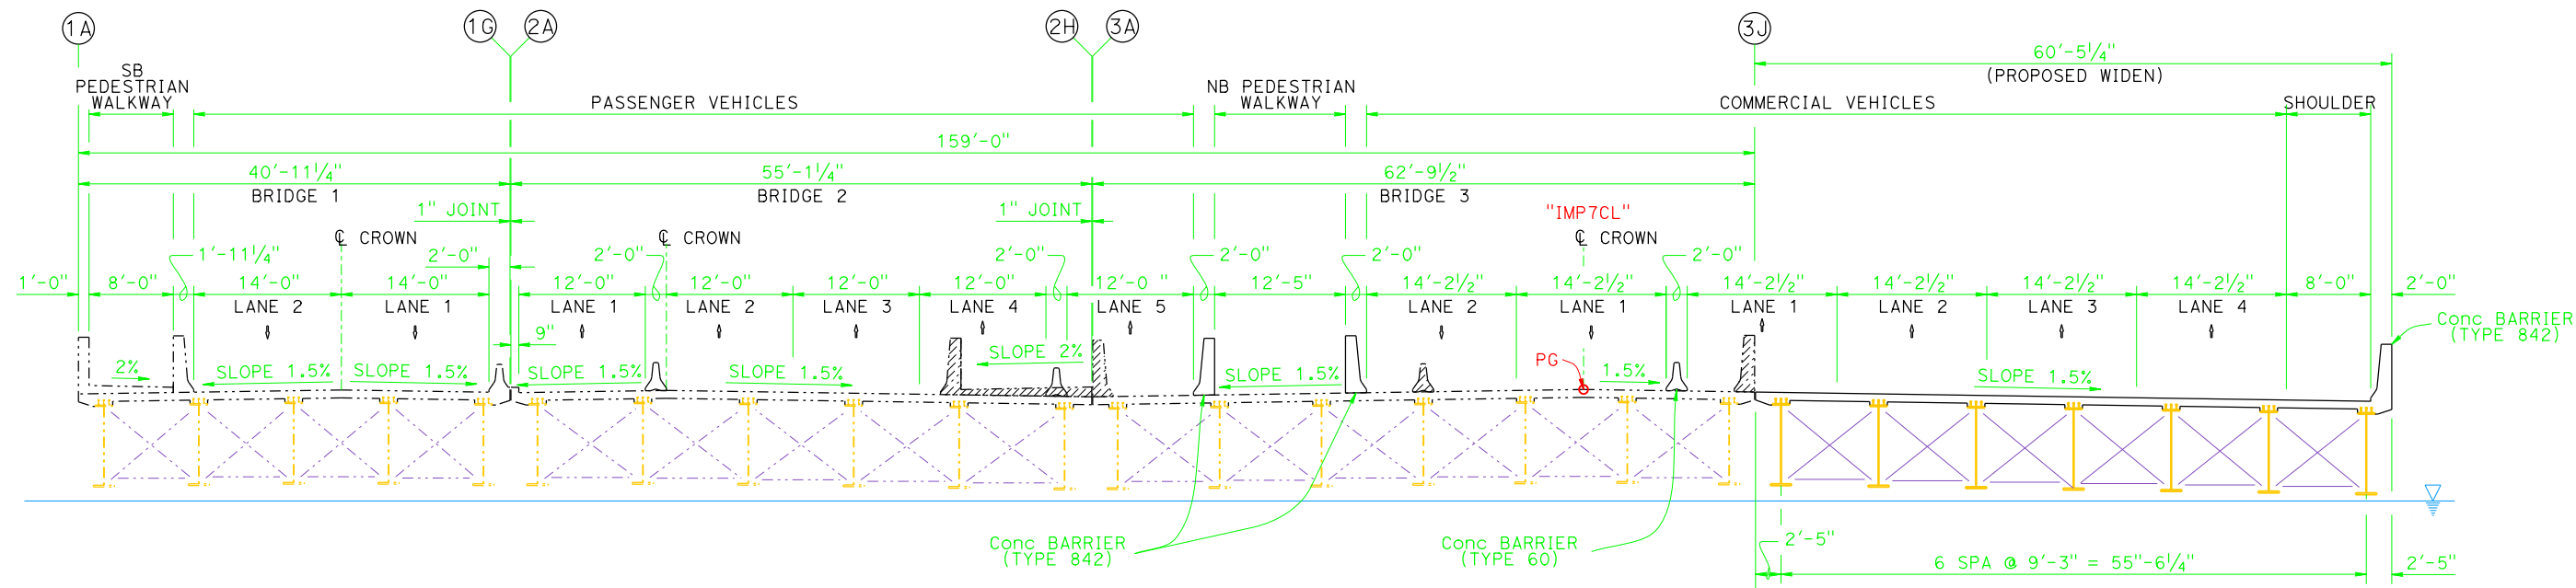 1A
1G
2A
2H
3A
3J
60'-5¼"
(PROPOSED WIDEN)
SB
PEDESTRIAN
WALKWAY
PASSENGER VEHICLES
NB PEDESTRIAN
WALKWAY
COMMERCIAL VEHICLES
SHOULDER
159'-0"
40'-11¼"
BRIDGE 1
55'-1¼"
BRIDGE 2
62'-9½"
BRIDGE 3
1" JOINT
1" JOINT
"IMP7CL"
℄ CROWN
℄ CROWN
℄ CROWN
1'-11¼"
2'-0"
2'-0"
2'-0"
2'-0"
2'-0"
2'-0"
1'-0"
8'-0"
14'-0"
14'-0"
12'-0"
12'-0"
12'-0"
12'-0"
12'-0 "
12'-5"
14'-2½"
14'-2½"
14'-2½"
14'-2½"
14'-2½"
14'-2½"
8'-0"
2'-0"
LANE 2
LANE 1
LANE 1
LANE 2
LANE 3
LANE 4
LANE 5
LANE 2
LANE 1
LANE 1
LANE 2
LANE 3
LANE 4
Conc BARRIER
(TYPE 842)
9"
2%
SLOPE 1.5%
SLOPE 1.5%
SLOPE 1.5%
SLOPE 1.5%
SLOPE 2%
SLOPE 1.5%
PG
1.5%
SLOPE 1.5%
Conc BARRIER
(TYPE 842)
Conc BARRIER
(TYPE 60)
2'-5"
6 SPA @ 9'-3" = 55"-6¼"
2'-5"